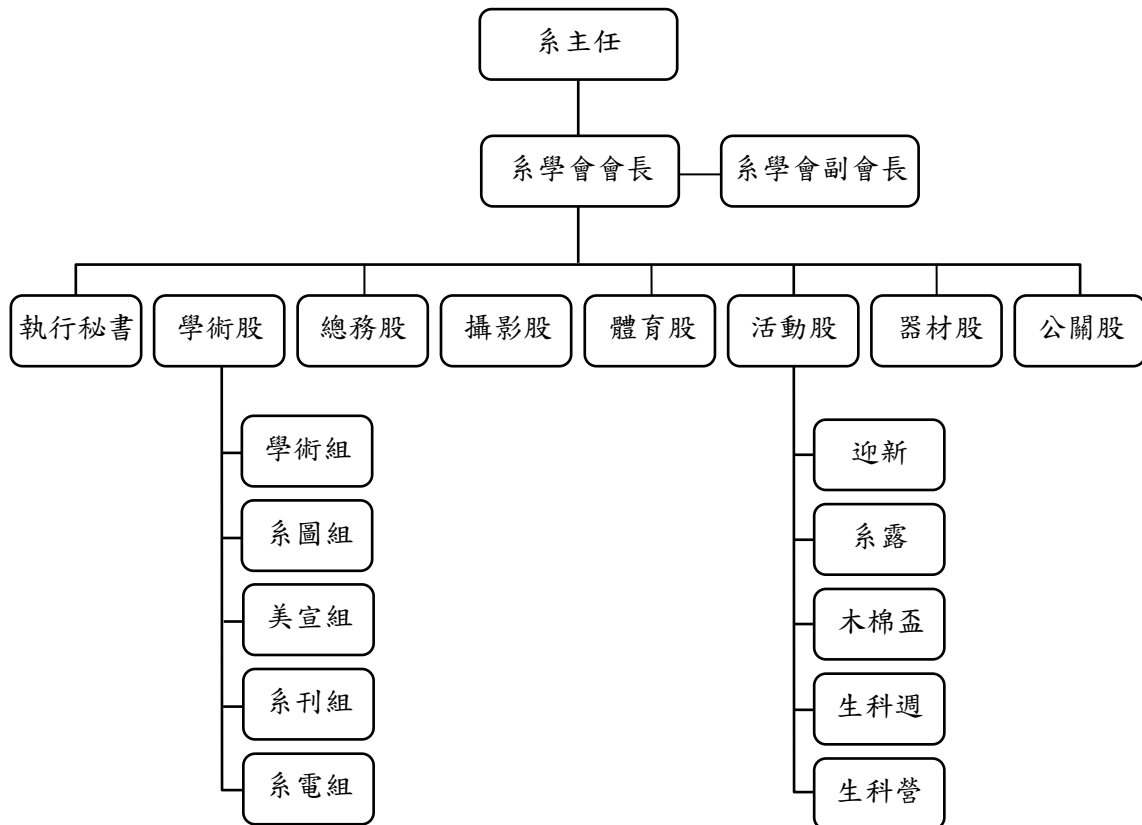 系主任
系學會會長
系學會副會長
執行秘書
學術股
總務股
攝影股
體育股
活動股
器材股
公關股
學術組
系圖組
美宣組
系刊組
系電組
迎新
系露
木棉盃
生科週
生科營